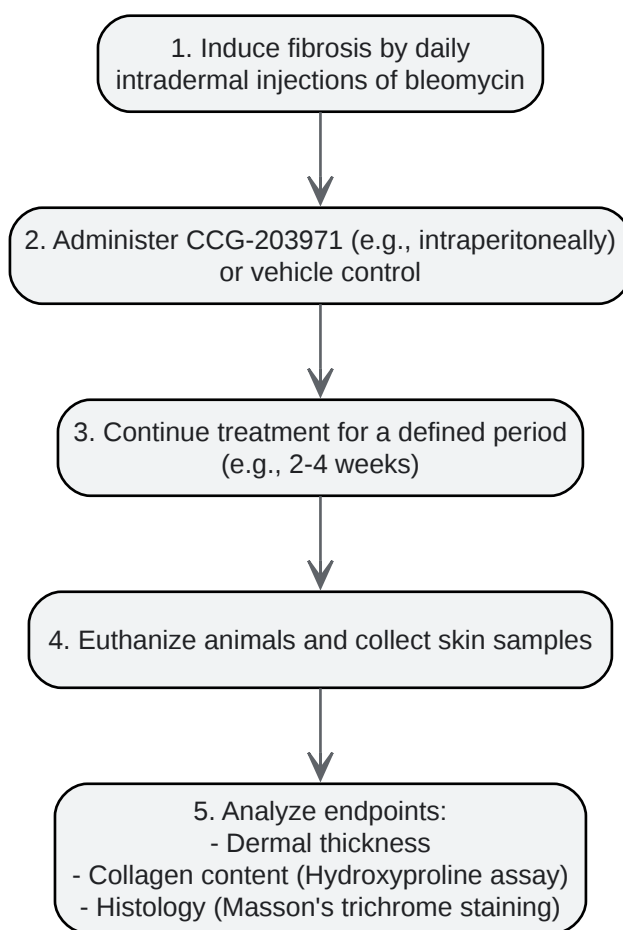 1. Induce fibrosis by daily
intradermal injections of bleomycin
2. Administer CCG-203971 (e.g., intraperitoneally)
or vehicle control
3. Continue treatment for a defined period
(e.g., 2-4 weeks)
4. Euthanize animals and collect skin samples
5. Analyze endpoints:
- Dermal thickness
- Collagen content (Hydroxyproline assay)
- Histology (Masson's trichrome staining)